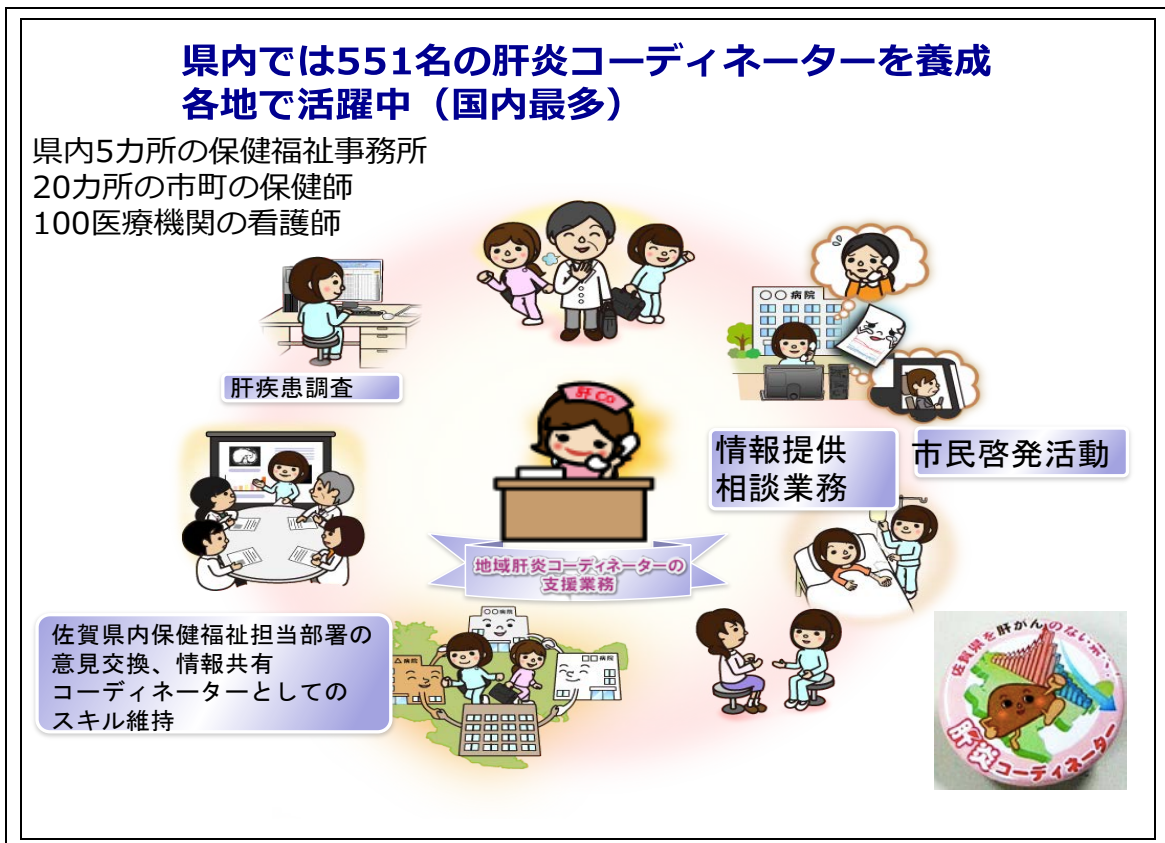 県内では551名の肝炎コーディネーターを養成
各地で活躍中（国内最多）
県内5カ所の保健福祉事務所
20カ所の市町の保健師
100医療機関の看護師
○○病院
肝疾患調査
肝Co
情報提供
相談業務
市民啓発活動
地域肝炎コーディネーターの
支援業務
○○病院
△病院
□□病院
佐賀県内保健福祉担当部署の
意見交換、情報共有
コーディネーターとしての
スキル維持
佐賀県を肝がんのない
肝炎コーディネーター